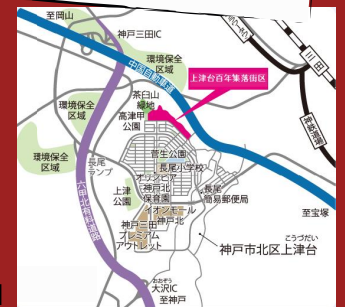 至岡山
神戸三田IC
環境保全
区域
中国自動車道
三田
上津台百年集落街区
茶臼山
緑地
環境保全
区域
高津甲
公園
神鉄道場
環境保全
区域
長尾
ランプ
菅生公園
長尾小学校
オリンピア
神戸北
保育園
上津
公園
長尾
簡易郵便局
イオンモール
神戸北
六甲北有料道路
神戸三田
プレミアム
アウトレット
至宝塚
こうづだい
神戸市北区上津台
おおぞう
大沢IC
至神戸